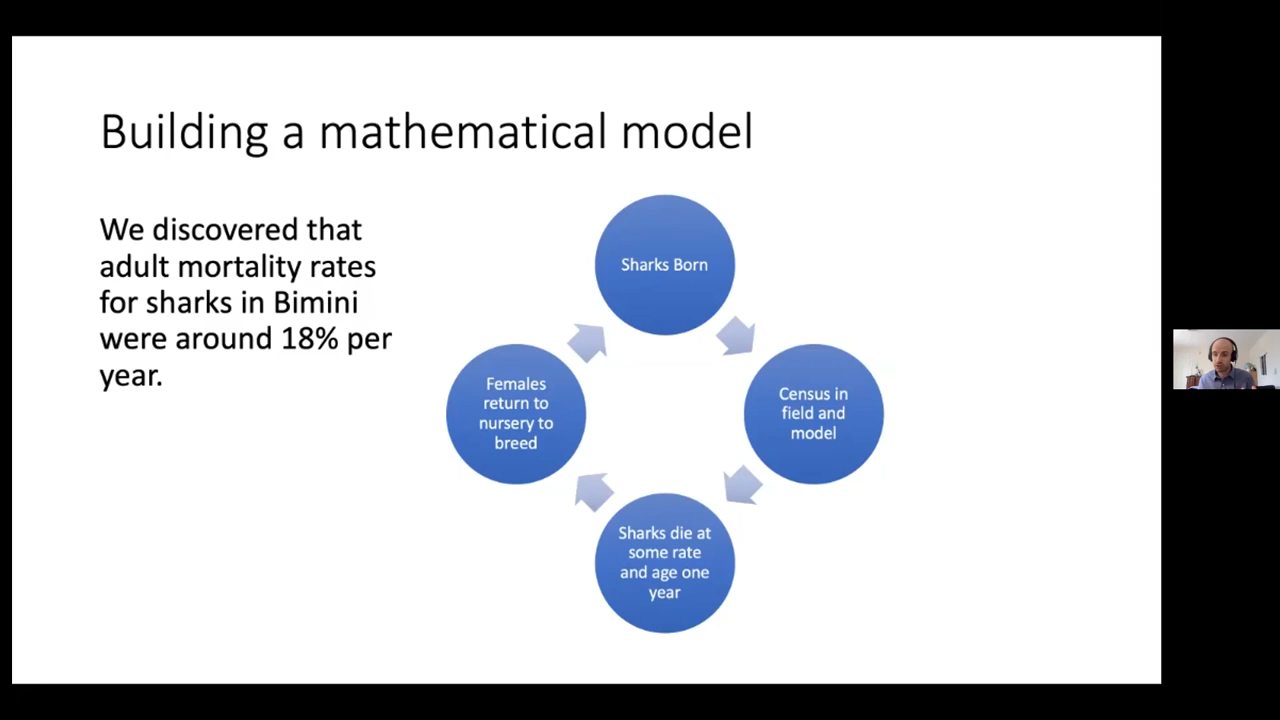 Building a mathematical model
We discovered that
adult mortality rates
for sharks in Bimini
were around 18% per
year.
Sharks Born
Census in
field and
model
Sharks die at
some rate
and age one
year
Females
return to
nursery to
breed